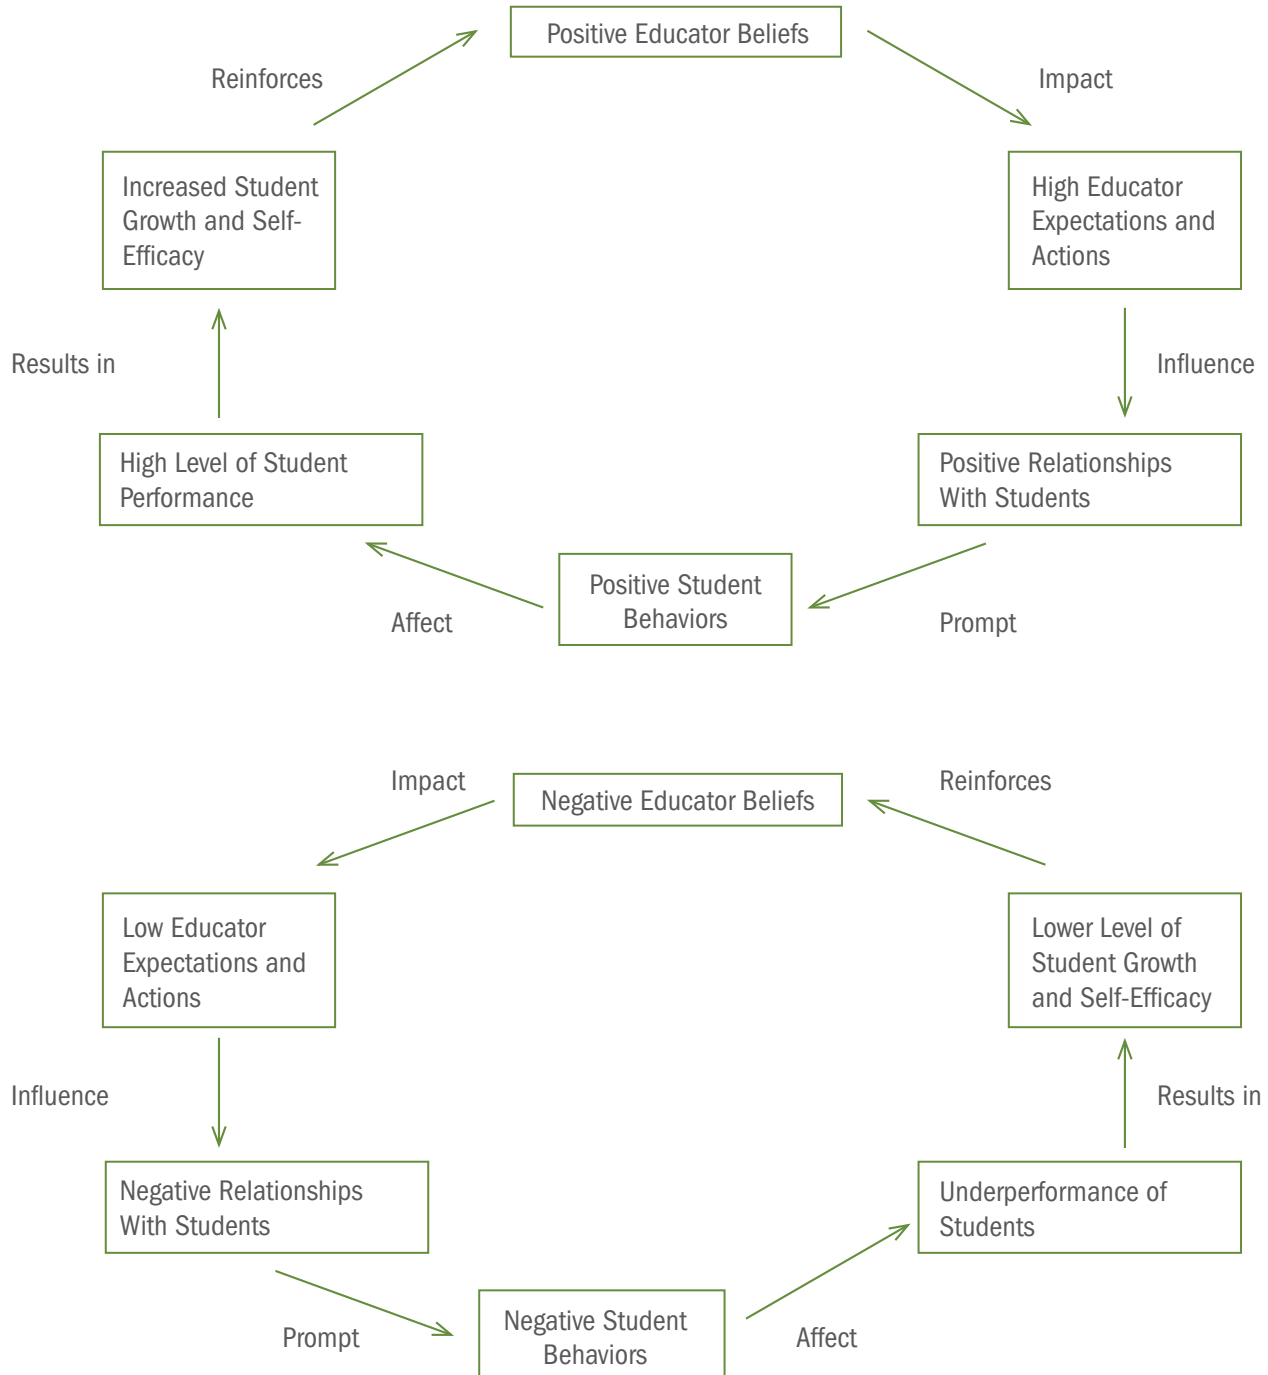 Positive Educator Beliefs
Reinforces
Impact
Increased Student
Growth and Self-
Efficacy
High Educator
Expectations and
Actions
Results in
Influence
High Level of Student
Performance
Positive Relationships
With Students
Positive Student
Behaviors
Affect
Prompt
Impact
Negative Educator Beliefs
Reinforces
Low Educator
Expectations and
Actions
Lower Level of
Student Growth
and Self-Efficacy
Influence
Results in
Negative Relationships
With Students
Underperformance of
Students
Prompt
Negative Student
Behaviors
Affect